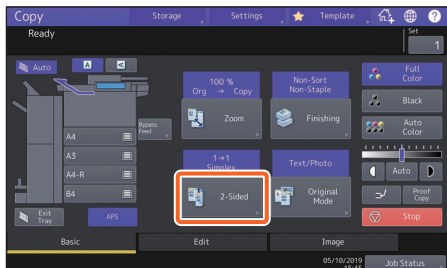 Copy
Storage
Settings
Template
Ready
Set
1
Auto
A
A
100 %
Org → Copy
Non-Sort
Non-Staple
Full
Color
Black
Auto
Color
Bypass
Feed
Zoom
Finishing
A4
A3
A4-R
B4
1→1
Simplex
Text/Photo
2-Sided
Original
Mode
Auto
Proof
Copy
Exit
Tray
APS
Stop
Basic
Edit
Image
05/10/2019
15:45
Job Status